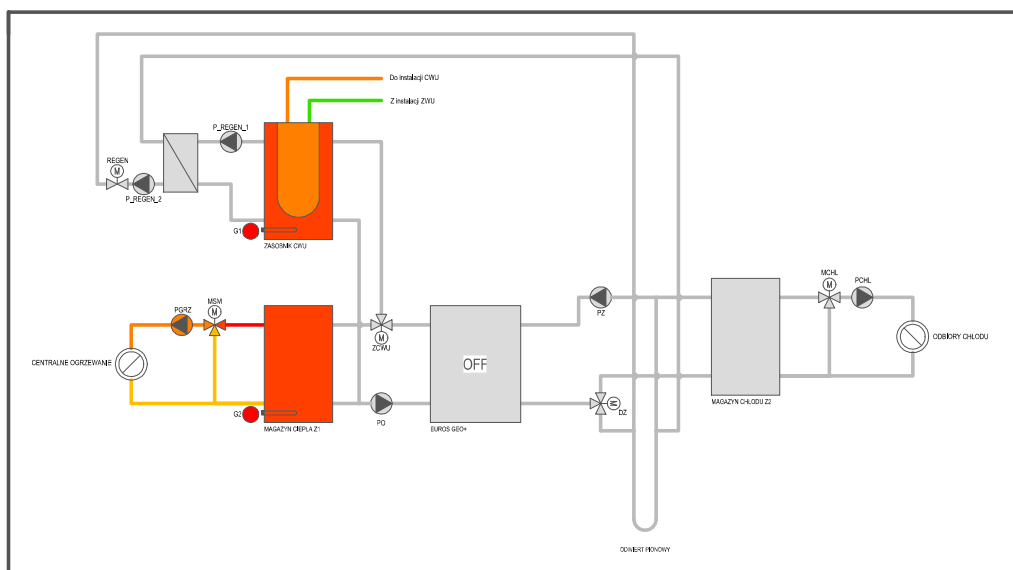 Do instalacji CWU
Z instalacji ZWU
P_REGEN_1
REGEN
M
P_REGEN_2
G1
ZASOBNIK CWU
MSM
PGRZ
M
CENTRALNE OGRZEWANIE
G2
MAGAZYN CIEPŁA Z1
M
ZCWU
PO
OFF
EUROS GEO+
PZ
M
DZ
MCHL
PCHL
M
ODBIORY CHŁODU
MAGAZYN CHŁODU Z2
ODWIERT PIONOWY